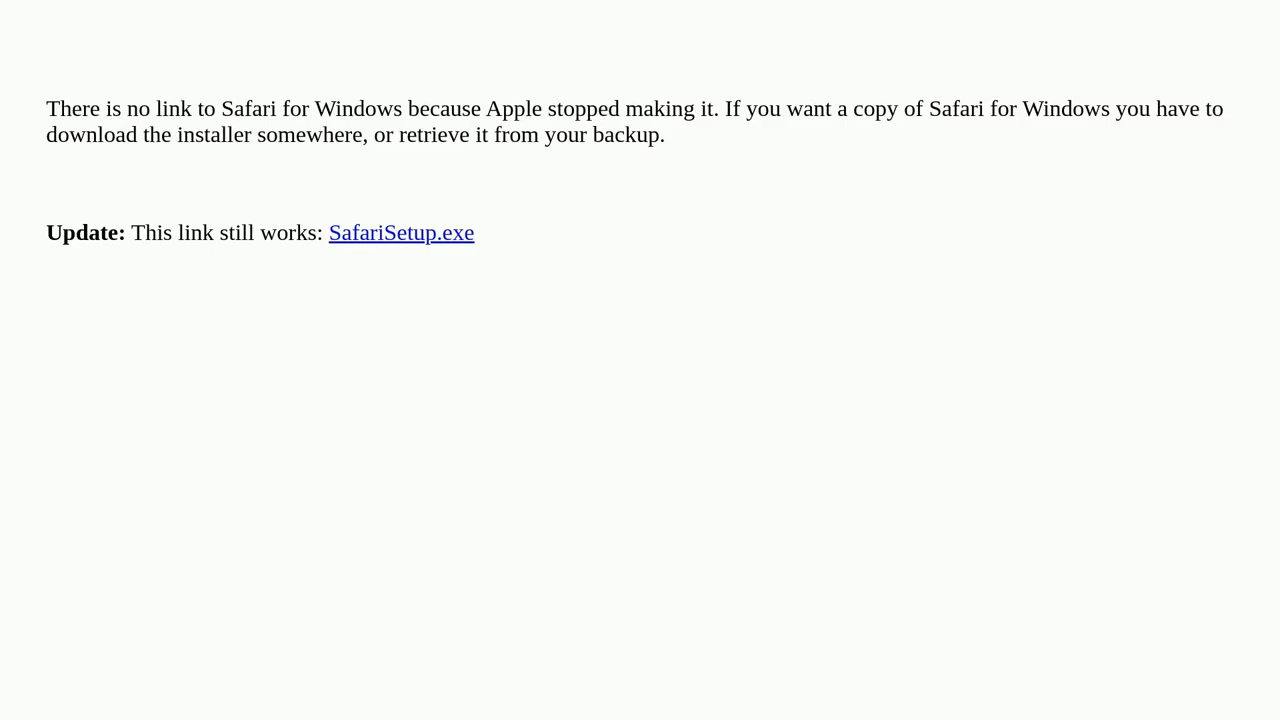 There is no link to Safari for Windows because Apple stopped making it. If you want a copy of Safari for Windows you have to
download the installer somewhere, or retrieve it from your backup.
Update: This link still works: SafariSetup.exe